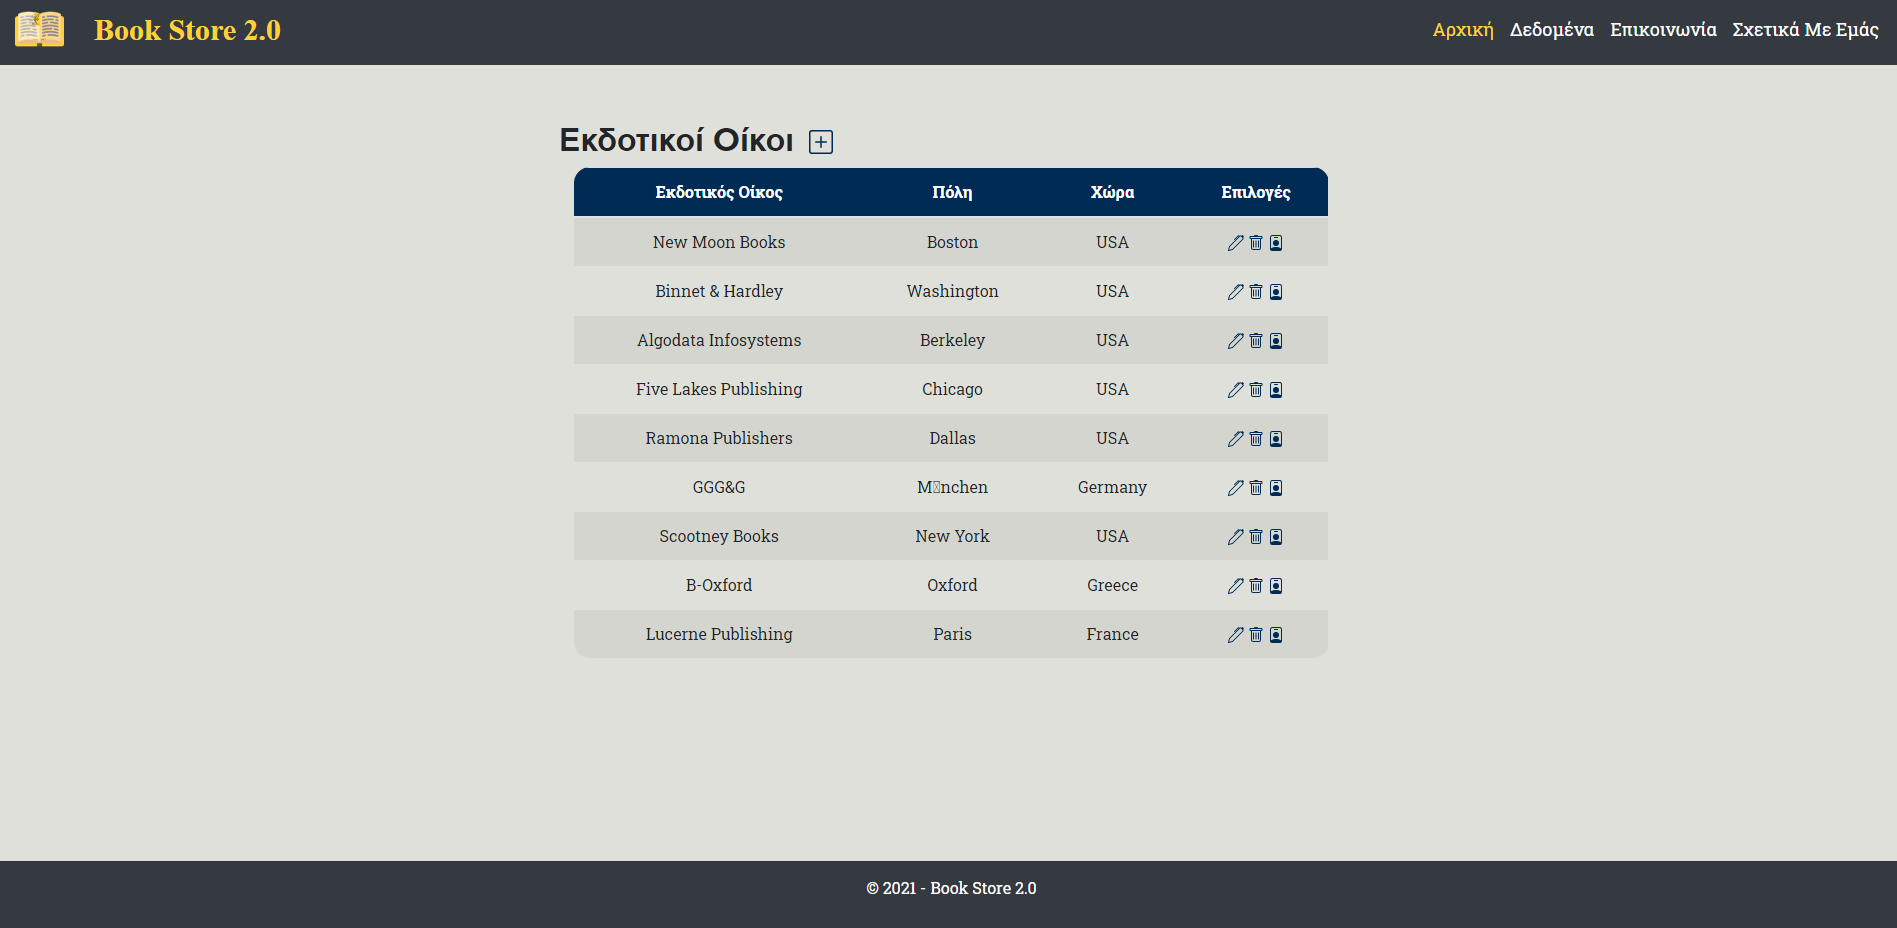 Book Store 2.0
Αρχική Δεδομένα Επικοινωνία Σχετικά Με Εμάς
Εκδοτικοί Οίκοι
Εκδοτικός Οίκος Πόλη Χώρα Επιλογές
New Moon Books Boston USA
Binnet & Hardley Washington USA
Algodata Infosystems Berkeley USA
Five Lakes Publishing Chicago USA
Ramona Publishers Dallas USA
GGG&G M▯nchen Germany
Scootney Books New York USA
B-Oxford Oxford Greece
Lucerne Publishing Paris France
© 2021 - Book Store 2.0